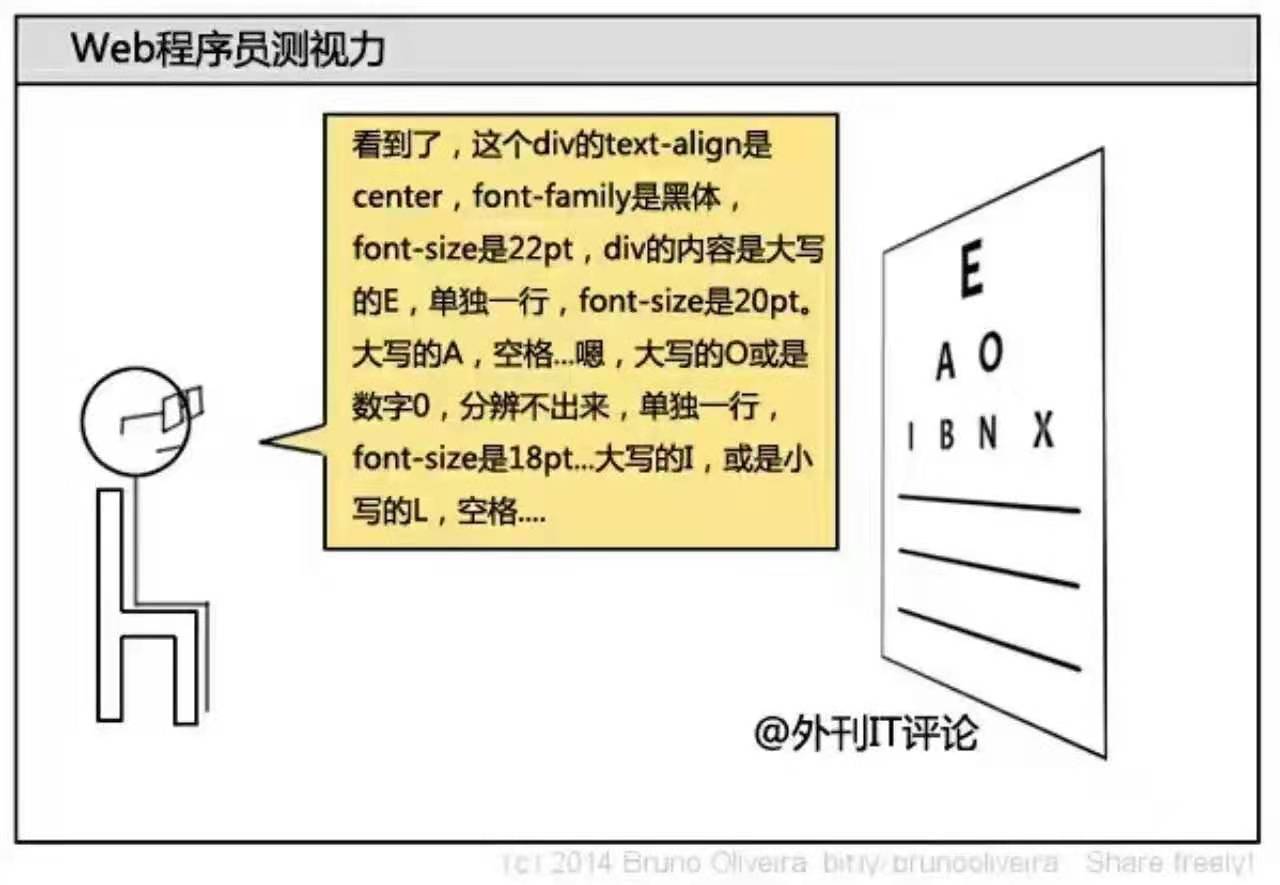 Web程序员测视力
看到了，这个div的text-align是
center，font-family是黑体，
font-size是22pt，div的内容是大写
的E，单独一行，font-size是20pt。
大写的A，空格...嗯，大写的O或是
数字0，分辨不出来，单独一行，
font-size是18pt...大写的I，或是小
写的L，空格....
E
A O
I B N X
@外刊IT评论
(c) 2014 Bruno Oliveira bit.ly/brunooliveira Share freely!